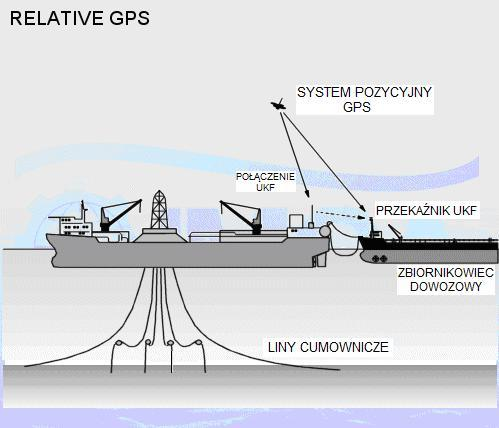 RELATIVE GPS
SYSTEM POZYCYJNY
GPS
POŁĄCZENIE
UKF
PRZEKAŹNIK UKF
ZBIORNIKOWIEC
DOWOZOWY
LINY CUMOWNICZE